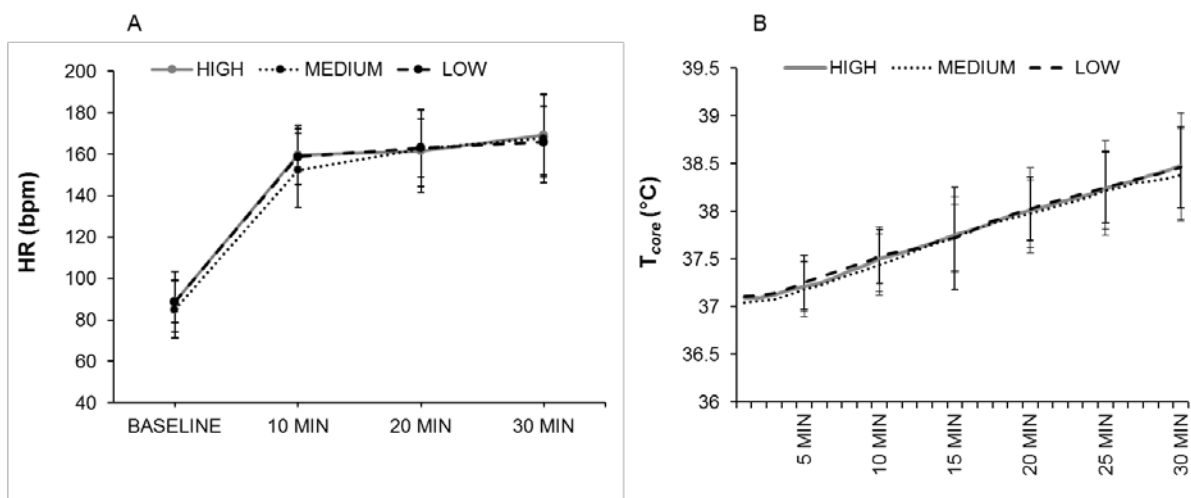 A
HIGH MEDIUM LOW
HR (bpm)
200
180
160
140
120
100
80
60
40
BASELINE 10 MIN 20 MIN 30 MIN
B
HIGH MEDIUM LOW
Tcore (°C)
39.5
39
38.5
38
37.5
37
36.5
36
5 MIN
10 MIN
15 MIN
20 MIN
25 MIN
30 MIN